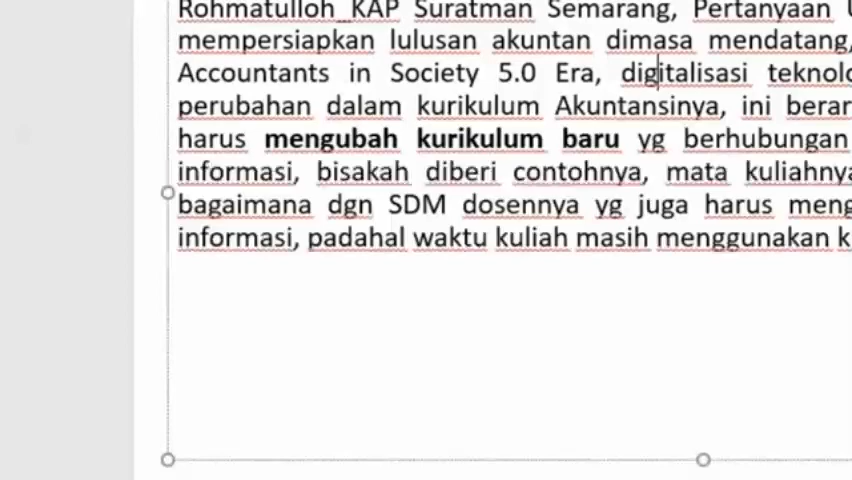 Rohmatulloh KAP Suratman Semarang, Pertanyaan
mempersiapkan lulusan akuntan dimasa mendatang,
Accountants in Society 5.0 Era, digitalisasi
perubahan dalam kurikulum Akuntansinya, ini
harus mengubah kurikulum baru yg berhubungan
informasi, bisakah diberi contohnya, mata
bagaimana dgn SDM dosennya yg juga harus
informasi, padahal waktu kuliah masih menggunakan